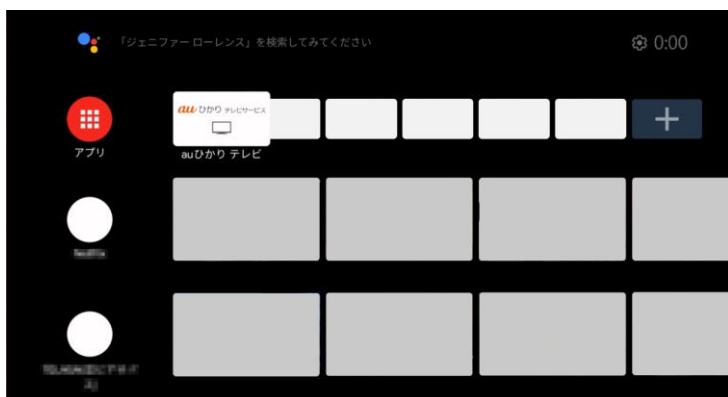 「ジェニファー ローレンス」を検索してみてください
0:00
au ひかり テレビサービス
アプリ
auひかり テレビ